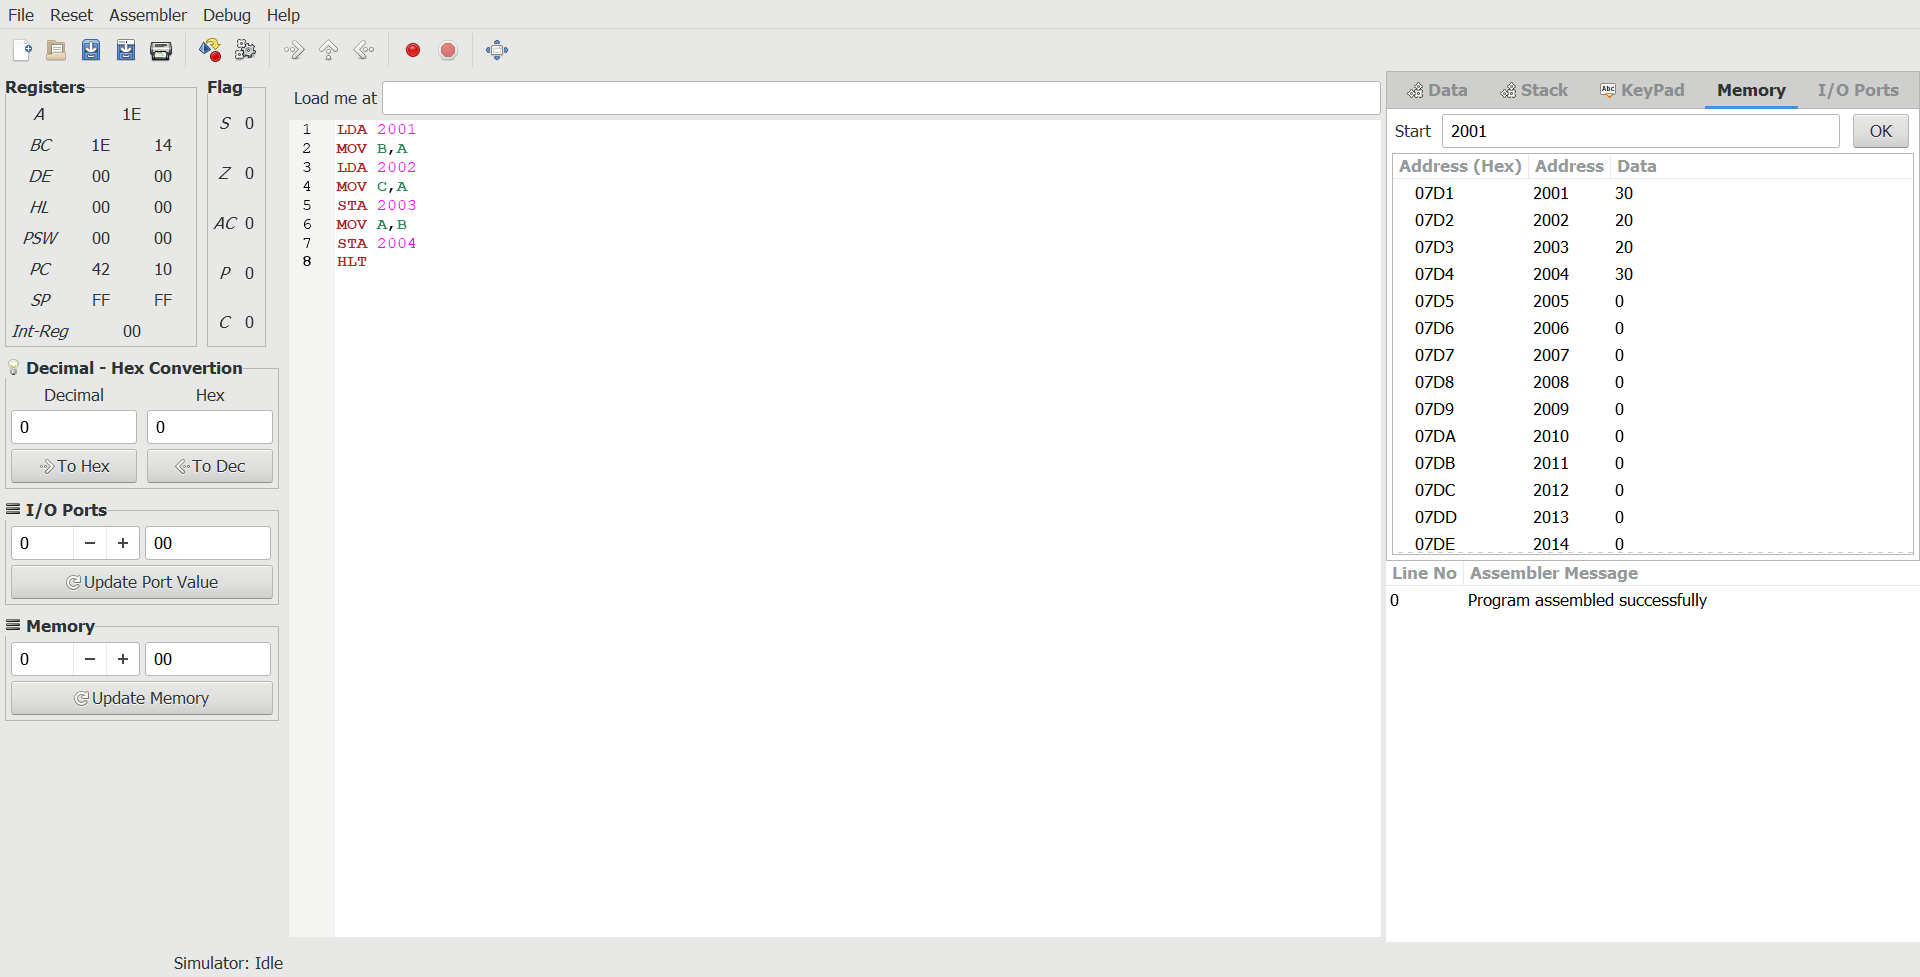 File Reset Assembler Debug Help
Registers
A 1E
BC 1E 14
DE 00 00
HL 00 00
PSW 00 00
PC 42 10
SP FF FF
Int-Reg 00
Flag
S 0
Z 0
AC 0
P 0
C 0
Decimal - Hex Convertion
Decimal Hex
0 0
To Hex To Dec
I/O Ports
0 − + 00
Update Port Value
Memory
0 − + 00
Update Memory
Simulator: Idle
Load me at
1 LDA 2001
2 MOV B,A
3 LDA 2002
4 MOV C,A
5 STA 2003
6 MOV A,B
7 STA 2004
8 HLT
Data Stack Abc KeyPad Memory I/O Ports
Start 2001 OK
Address (Hex) Address Data
07D1 2001 30
07D2 2002 20
07D3 2003 20
07D4 2004 30
07D5 2005 0
07D6 2006 0
07D7 2007 0
07D8 2008 0
07D9 2009 0
07DA 2010 0
07DB 2011 0
07DC 2012 0
07DD 2013 0
07DE 2014 0
Line No Assembler Message
0 Program assembled successfully